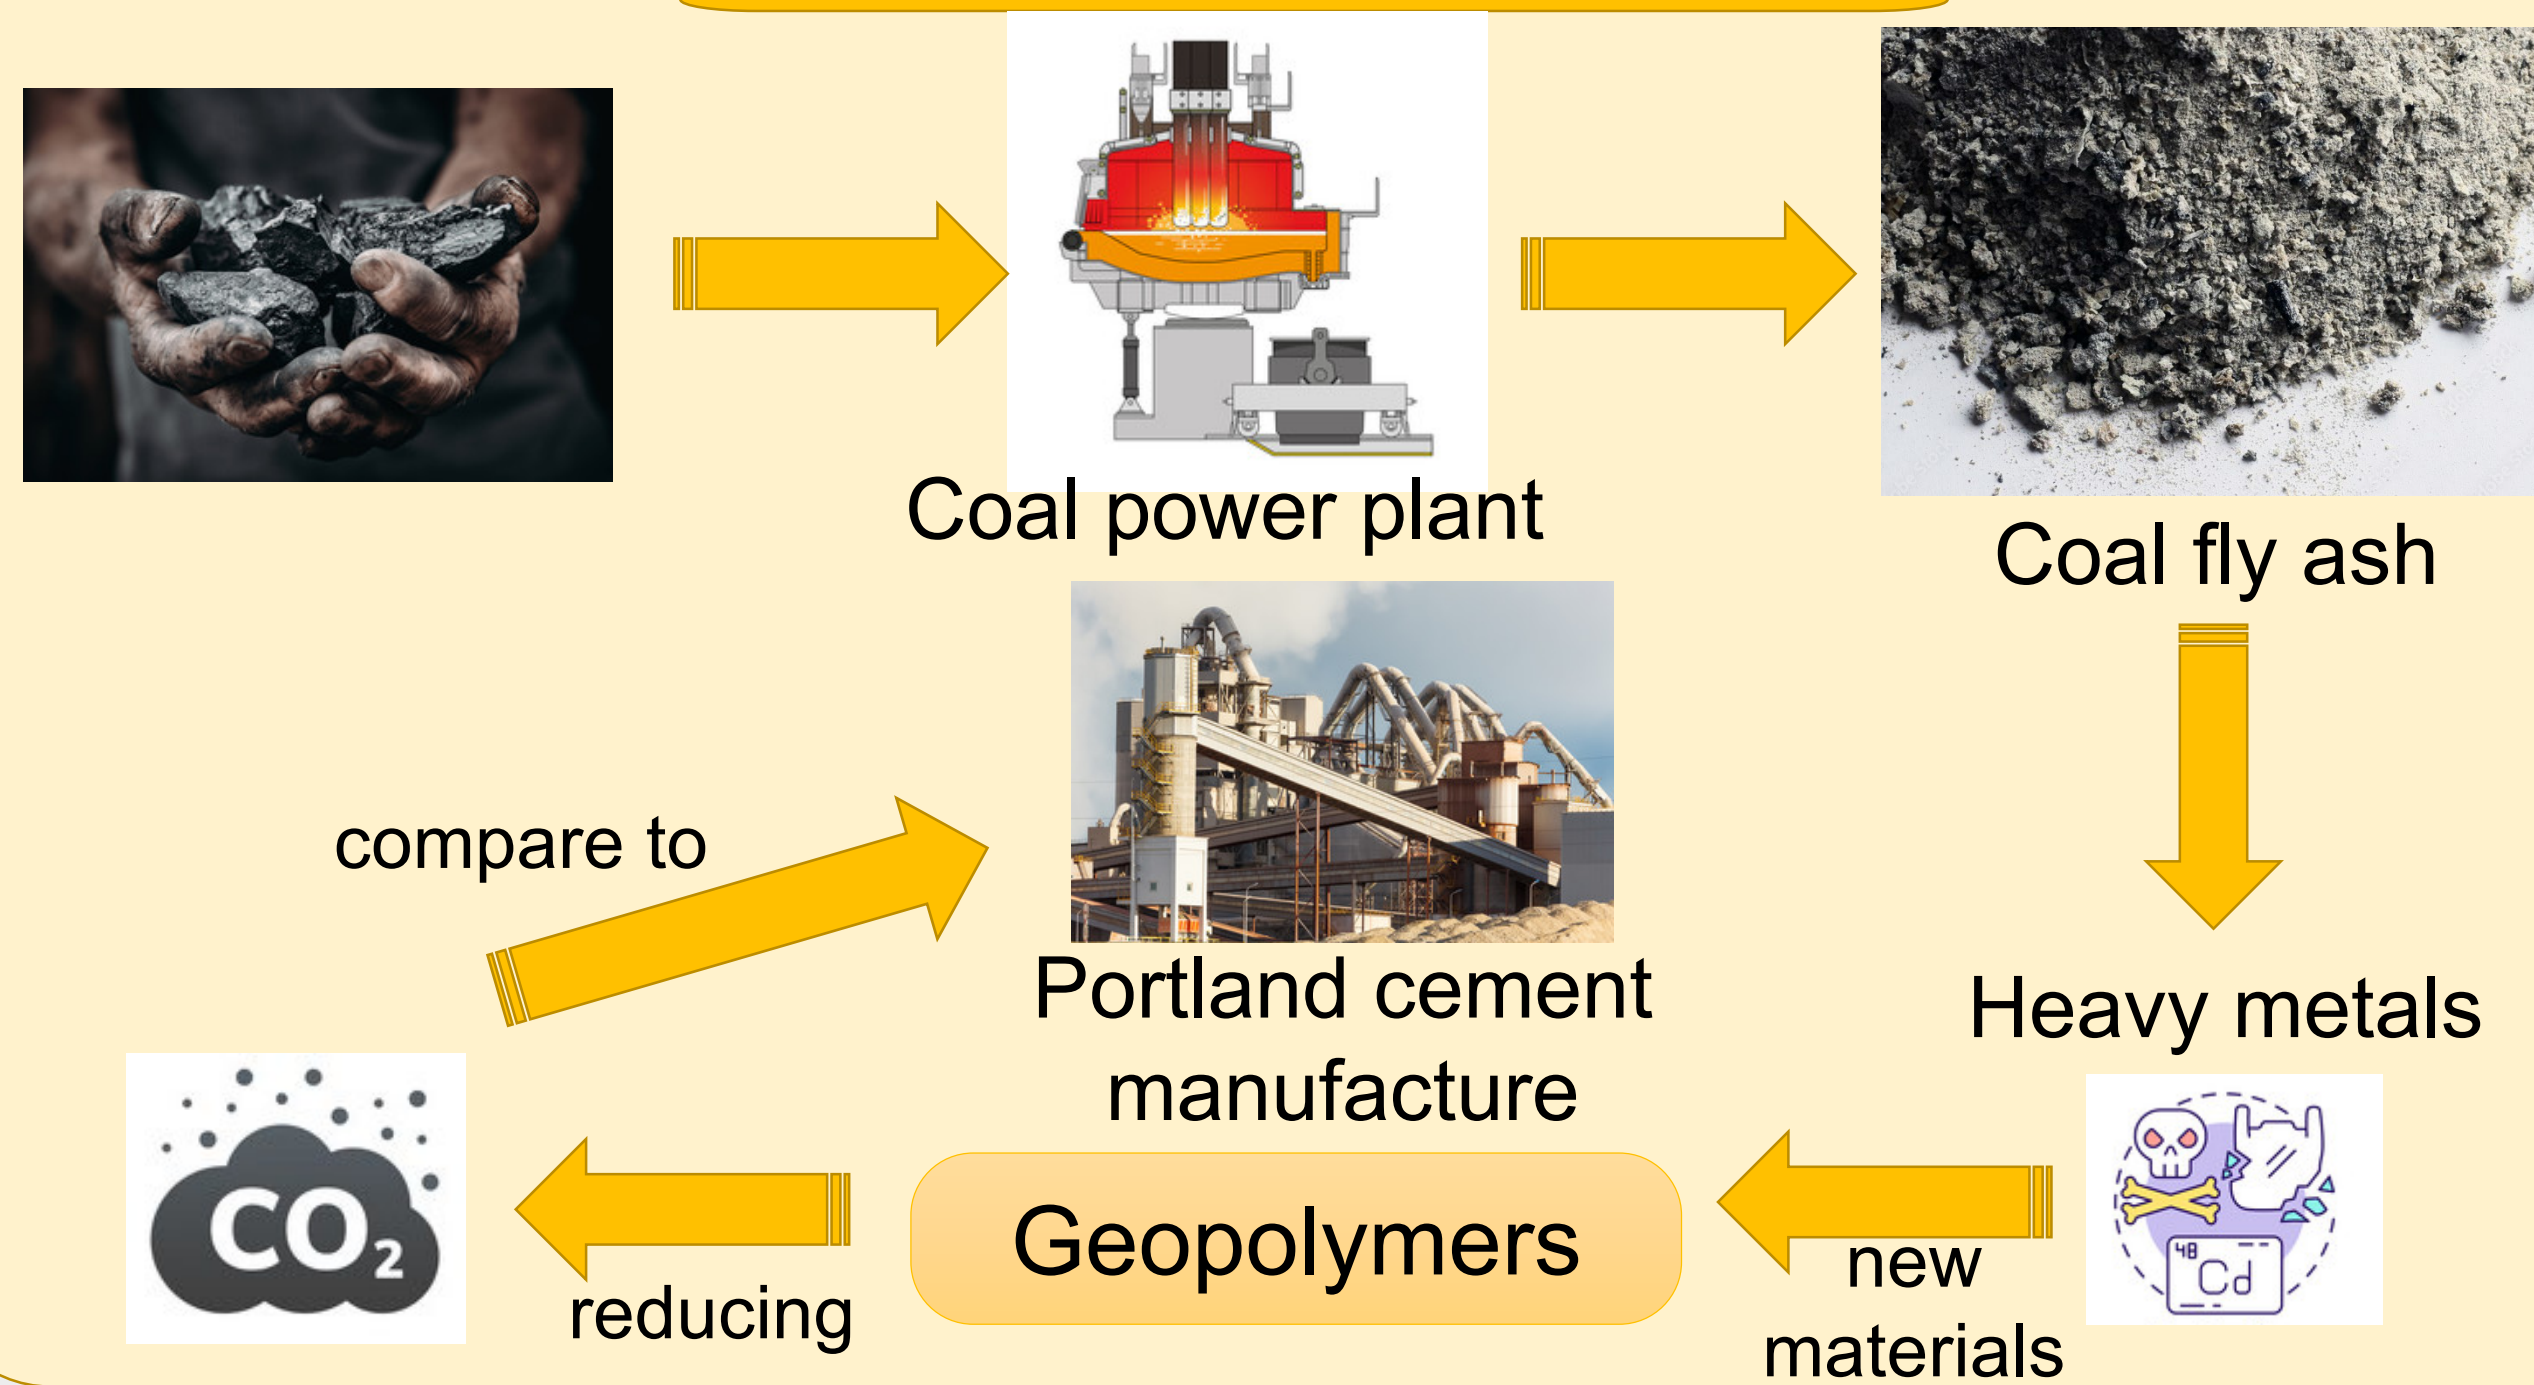 Coal power plant
Coal fly ash
compare to
Portland cement
manufacture
Heavy metals
CO₂
reducing
Geopolymers
new
materials
48
Cd